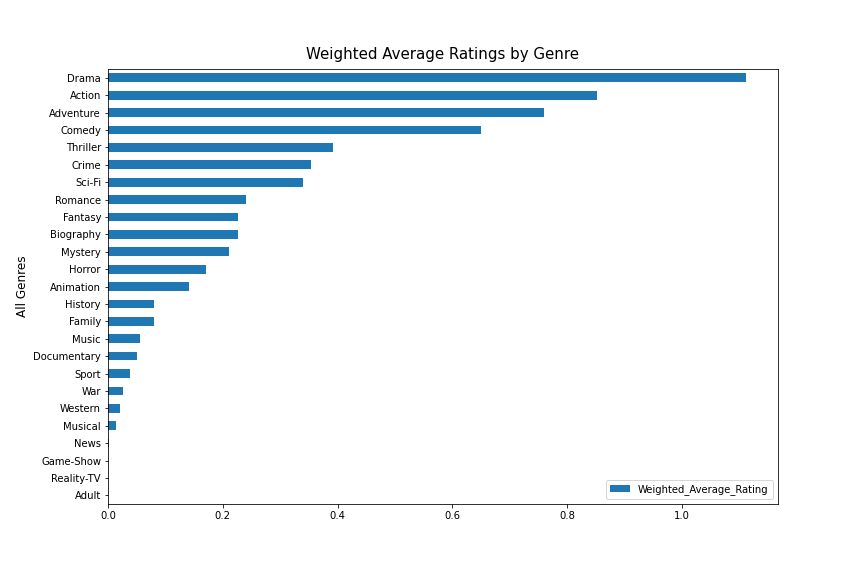 Weighted Average Ratings by Genre
All Genres
Drama
Action
Adventure
Comedy
Thriller
Crime
Sci-Fi
Romance
Fantasy
Biography
Mystery
Horror
Animation
History
Family
Music
Documentary
Sport
War
Western
Musical
News
Game-Show
Reality-TV
Adult
Weighted_Average_Rating
0.0 0.2 0.4 0.6 0.8 1.0